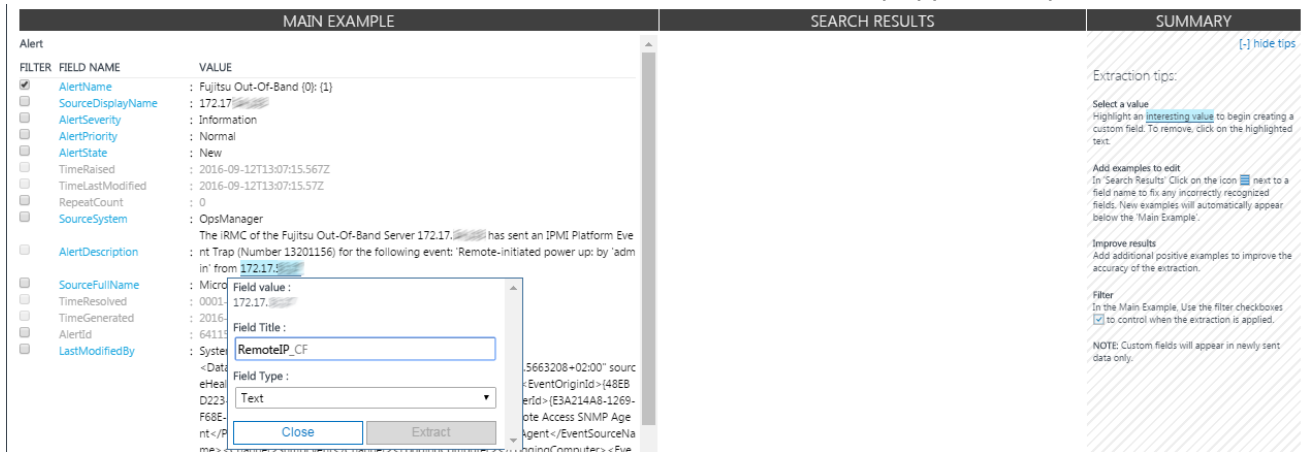 MAIN EXAMPLE
SEARCH RESULTS
SUMMARY
Alert
[-] hide tips
FILTER FIELD NAME VALUE
AlertName : Fujitsu Out-Of-Band {0}: {1}
SourceDisplayName : 172.17
AlertSeverity : Information
AlertPriority : Normal
AlertState : New
TimeRaised : 2016-09-12T13:07:15.567Z
TimeLastModified : 2016-09-12T13:07:15.57Z
RepeatCount : 0
SourceSystem : OpsManager
The iRMC of the Fujitsu Out-Of-Band Server 172.17. has sent an IPMI Platform Eve
AlertDescription : nt Trap (Number 13201156) for the following event: 'Remote-initiated power up: by 'adm
in' from 172.17.
SourceFullName : Micro
TimeResolved : 0001-
TimeGenerated : 2016-
AlertId : 64115
LastModifiedBy : System
<Data .5663208+02:00" sourc
eHeal <EventOriginId>{48EB
D223- erId>{E3A214A8-1269-
F68E- ote Access SNMP Age
nt</P Agent</EventSourceNa
Field value :
172.17.
Field Title :
RemoteIP_CF
Field Type :
Text
Close
Extract
Extraction tips:
Select a value
Highlight an interesting value to begin creating a
custom field. To remove, click on the highlighted
text.
Add examples to edit
In 'Search Results' Click on the icon next to a
field name to fix any incorrectly recognized
fields. New examples will automatically appear
below the 'Main Example'.
Improve results
Add additional positive examples to improve the
accuracy of the extraction.
Filter
In the Main Example, Use the filter checkboxes
to control when the extraction is applied.
NOTE: Custom fields will appear in newly sent
data only.